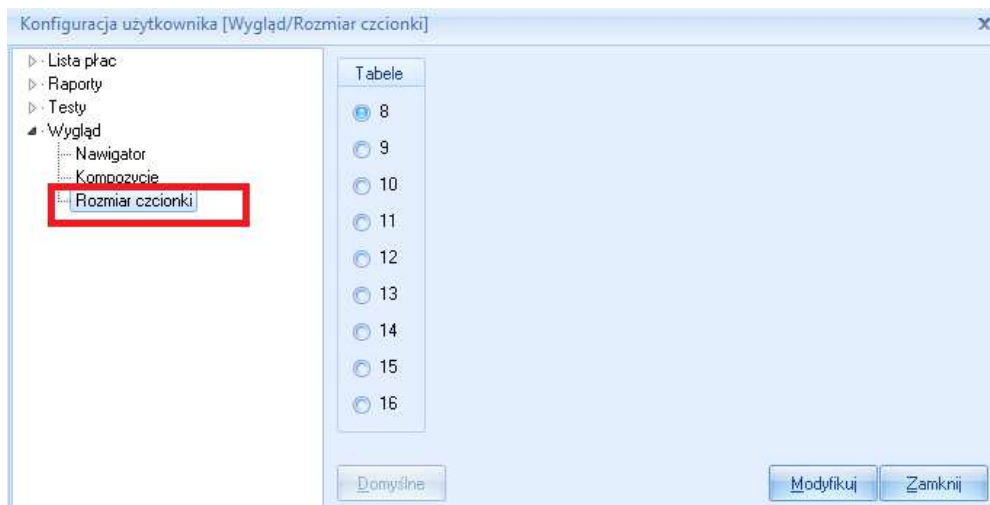 Konfiguracja użytkownika [Wygląd/Rozmiar czcionki]
x
Lista płac
Raporty
Testy
Wygląd
Nawigator
Kompozycje
Rozmiar czcionki
Tabele
8
9
10
11
12
13
14
15
16
Domyślne
Modyfikuj
Zamknij